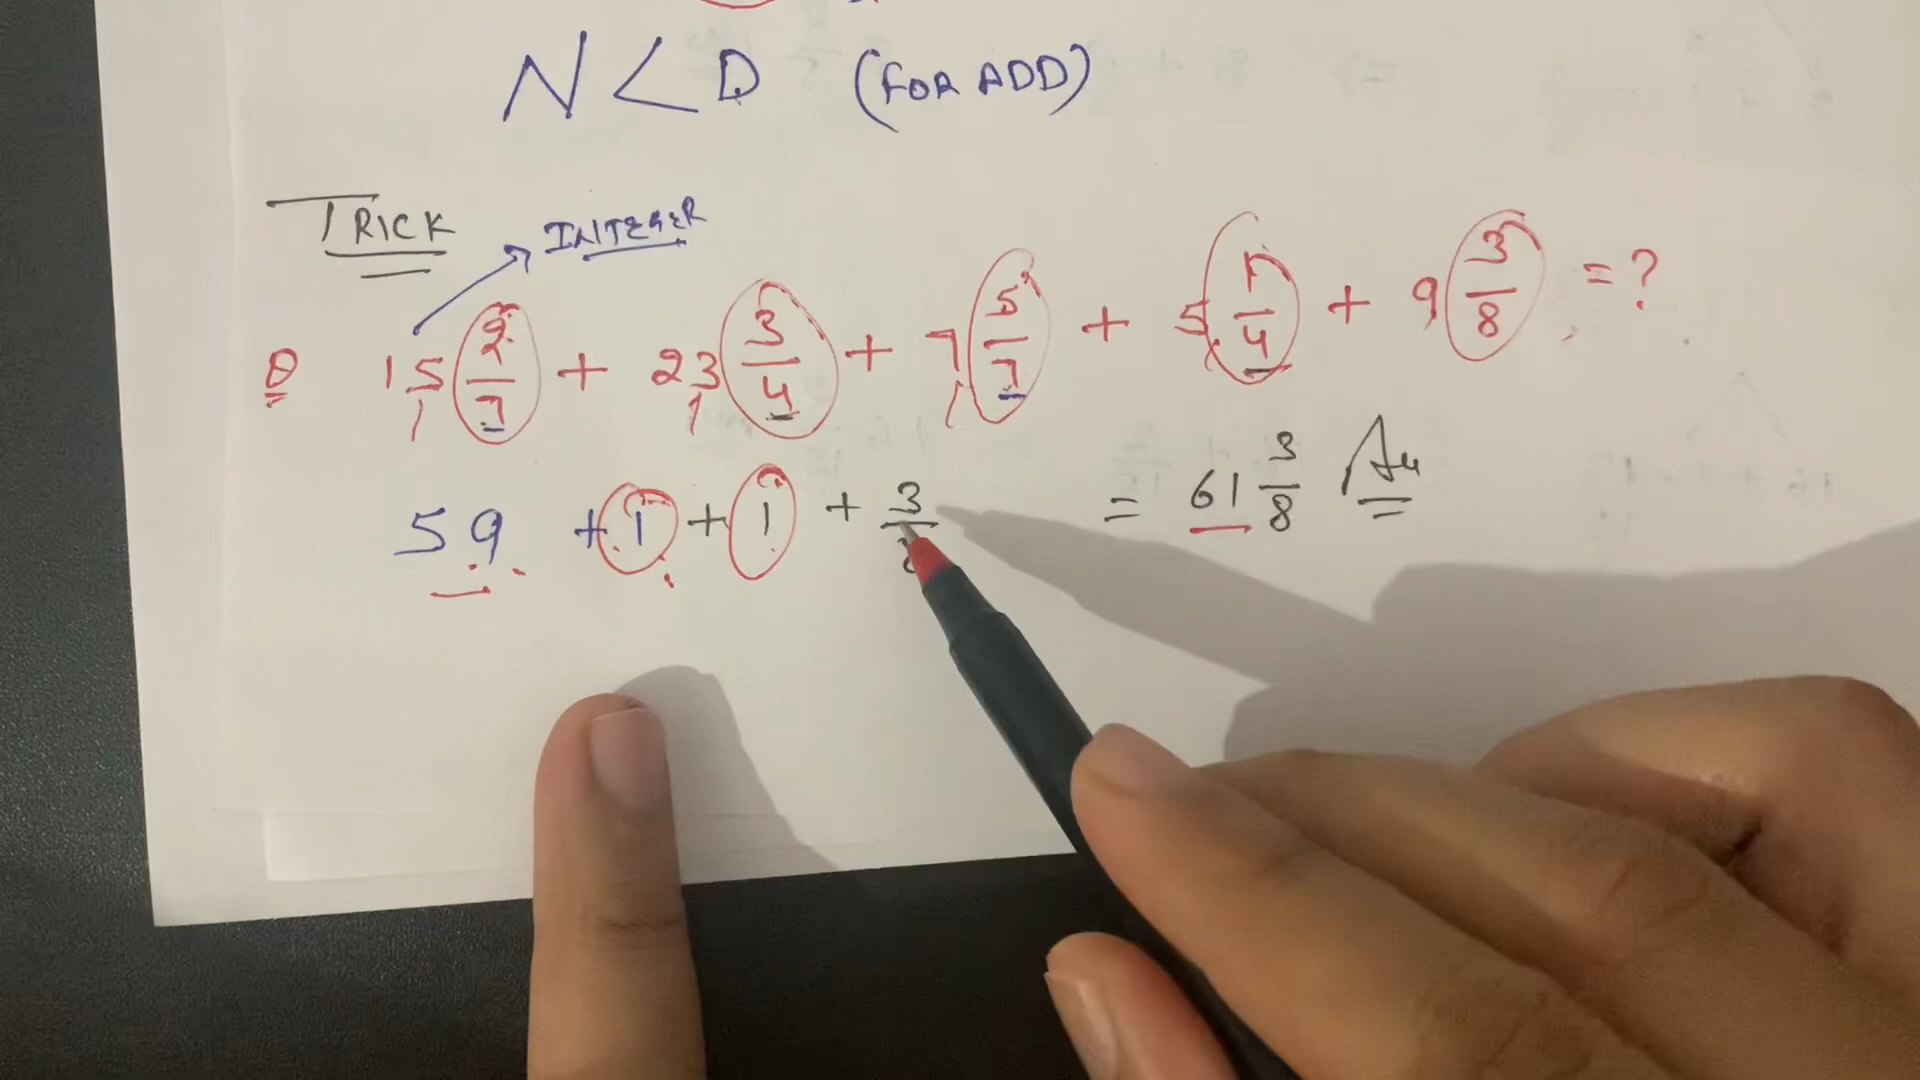 N < D (FOR ADD)
TRICK
INTEGER
Q 15 2/7 + 23 3/4 + 7 5/7 + 5 1/4 + 9 3/8 = ?
59 + 1 + 1 + 3/8 = 61 3/8